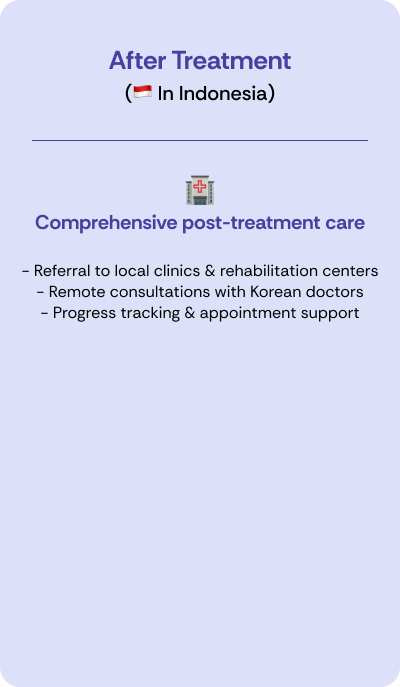 After Treatment
(🇮🇩 In Indonesia)
Comprehensive post-treatment care
- Referral to local clinics & rehabilitation centers
- Remote consultations with Korean doctors
- Progress tracking & appointment support